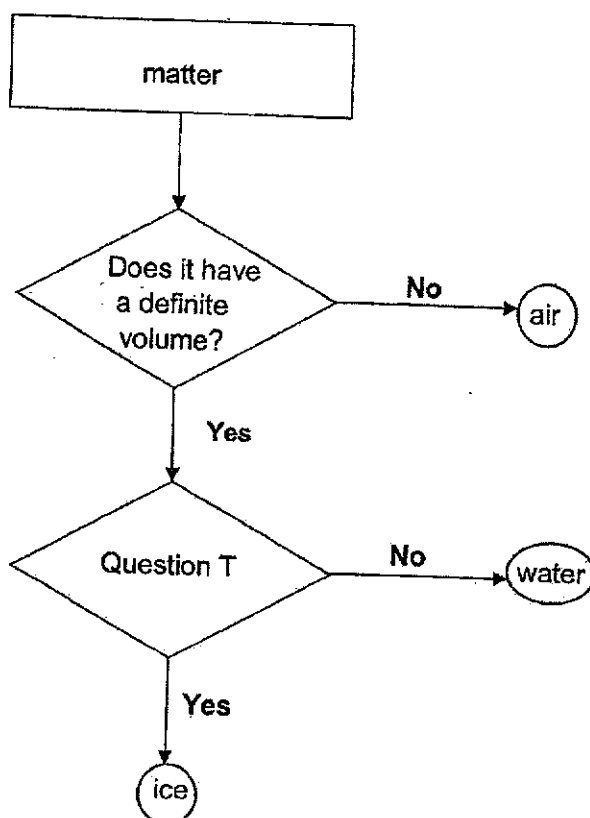 matter
Does it have
a definite
volume?
No
air
Yes
Question T
No
water
Yes
ice